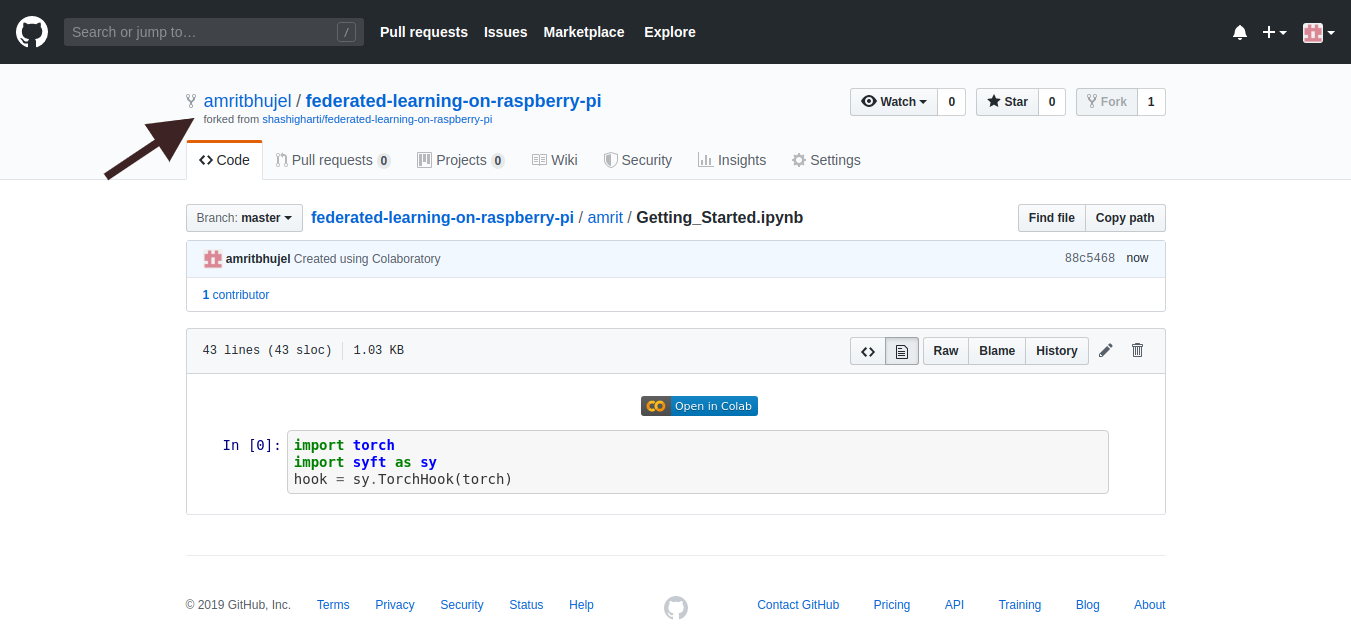 Search or jump to… / Pull requests Issues Marketplace Explore
amritbhujel / federated-learning-on-raspberry-pi Watch 0 Star 0 Fork 1
forked from shashigharti/federated-learning-on-raspberry-pi
Code Pull requests 0 Projects 0 Wiki Security Insights Settings
Branch: master federated-learning-on-raspberry-pi / amrit / Getting_Started.ipynb Find file Copy path
amritbhujel Created using Colaboratory 88c5468 now
1 contributor
43 lines (43 sloc) 1.03 KB <> Raw Blame History
CO Open in Colab
In [0]: import torch
import syft as sy
hook = sy.TorchHook(torch)
© 2019 GitHub, Inc. Terms Privacy Security Status Help Contact GitHub Pricing API Training Blog About